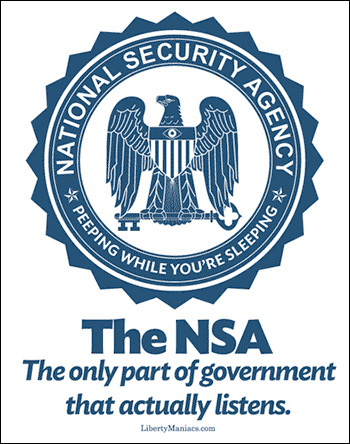 NATIONAL SECURITY AGENCY
PEEPING WHILE YOU'RE SLEEPING
The NSA
The only part of government
that actually listens.
LibertyManiacs.com